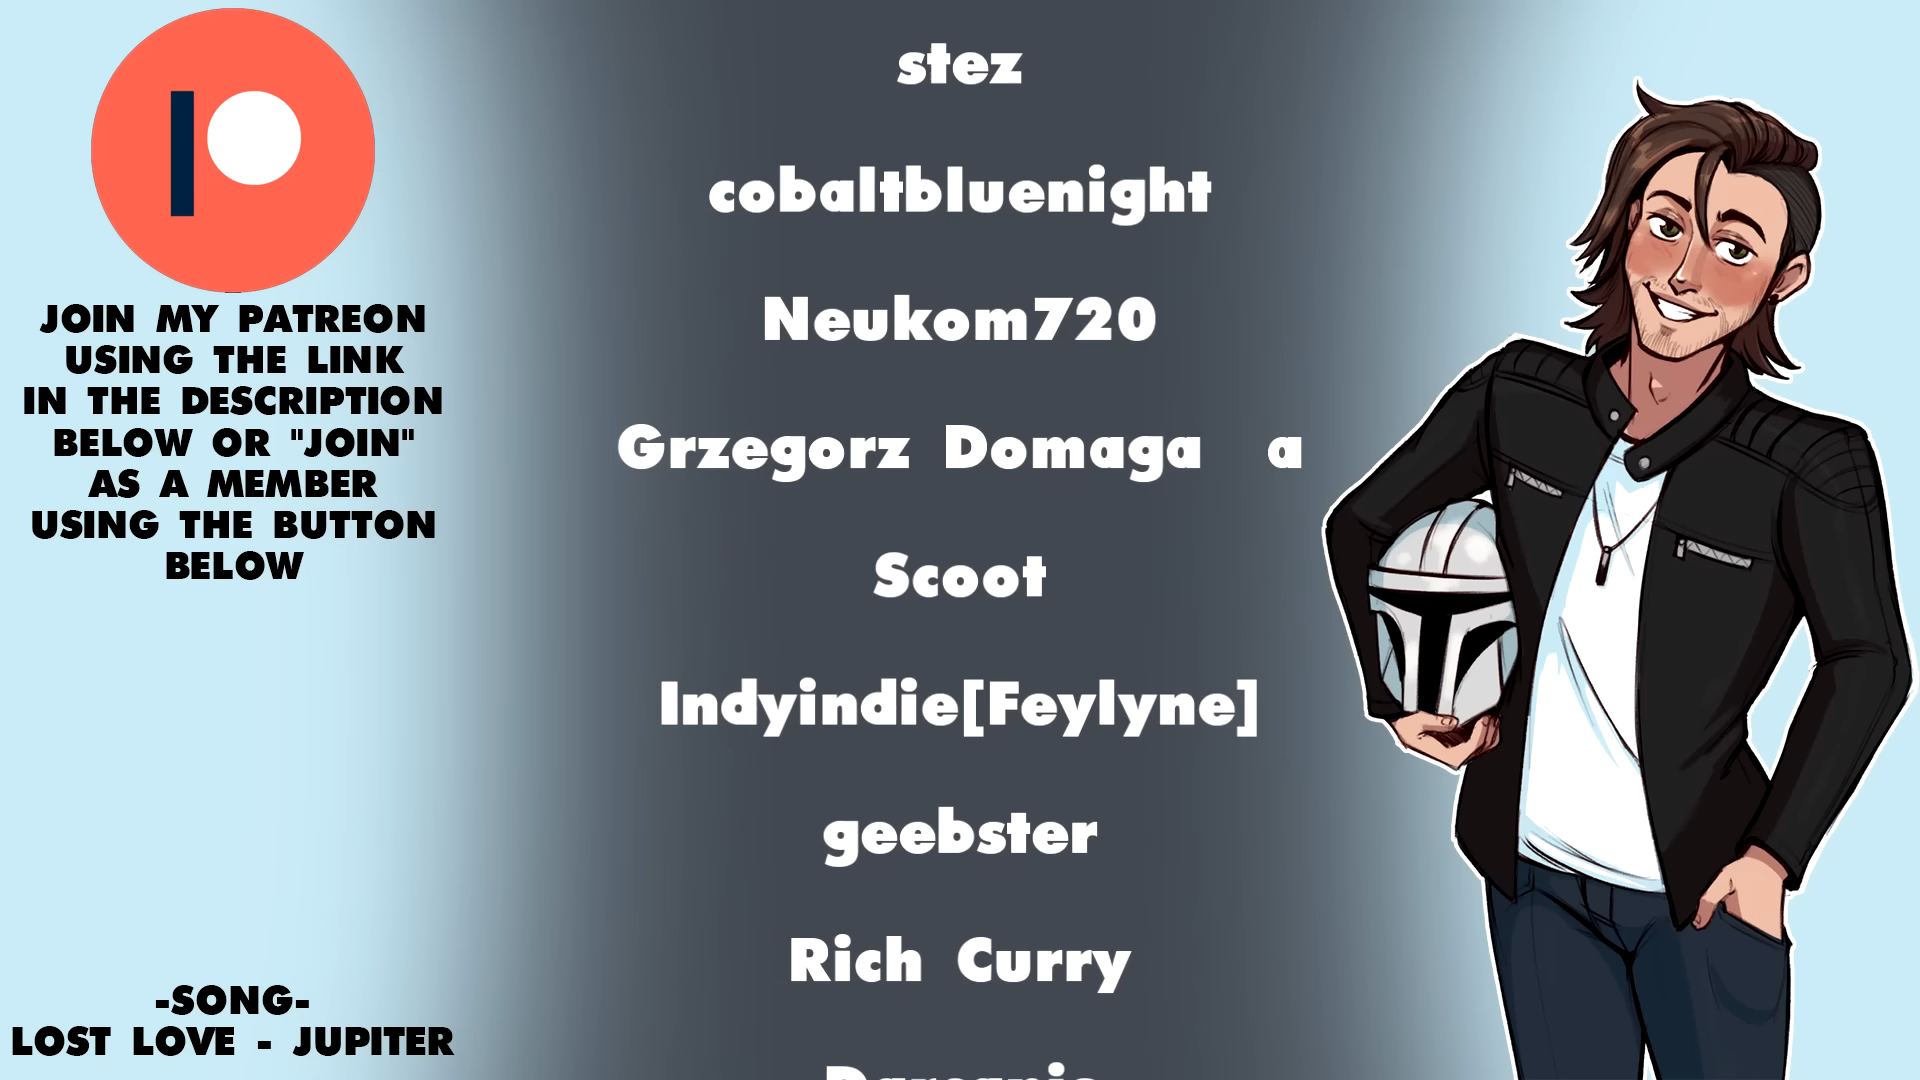 JOIN MY PATREON
USING THE LINK
IN THE DESCRIPTION
BELOW OR "JOIN"
AS A MEMBER
USING THE BUTTON
BELOW
-SONG-
LOST LOVE - JUPITER
stez
cobaltbluenight
Neukom720
Grzegorz Domaga a
Scoot
Indyindie[Feylyne]
geebster
Rich Curry